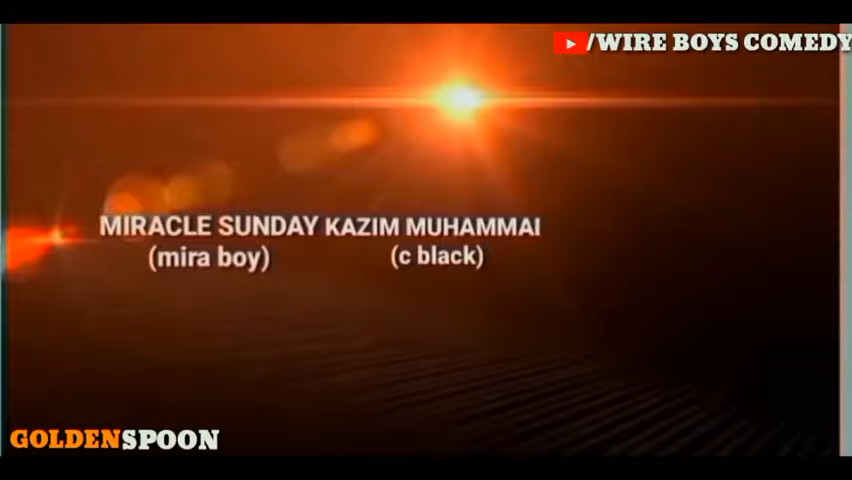 /WIRE BOYS COMEDY
MIRACLE SUNDAY KAZIM MUHAMMAI
(mira boy) (c black)
GOLDENSPOON